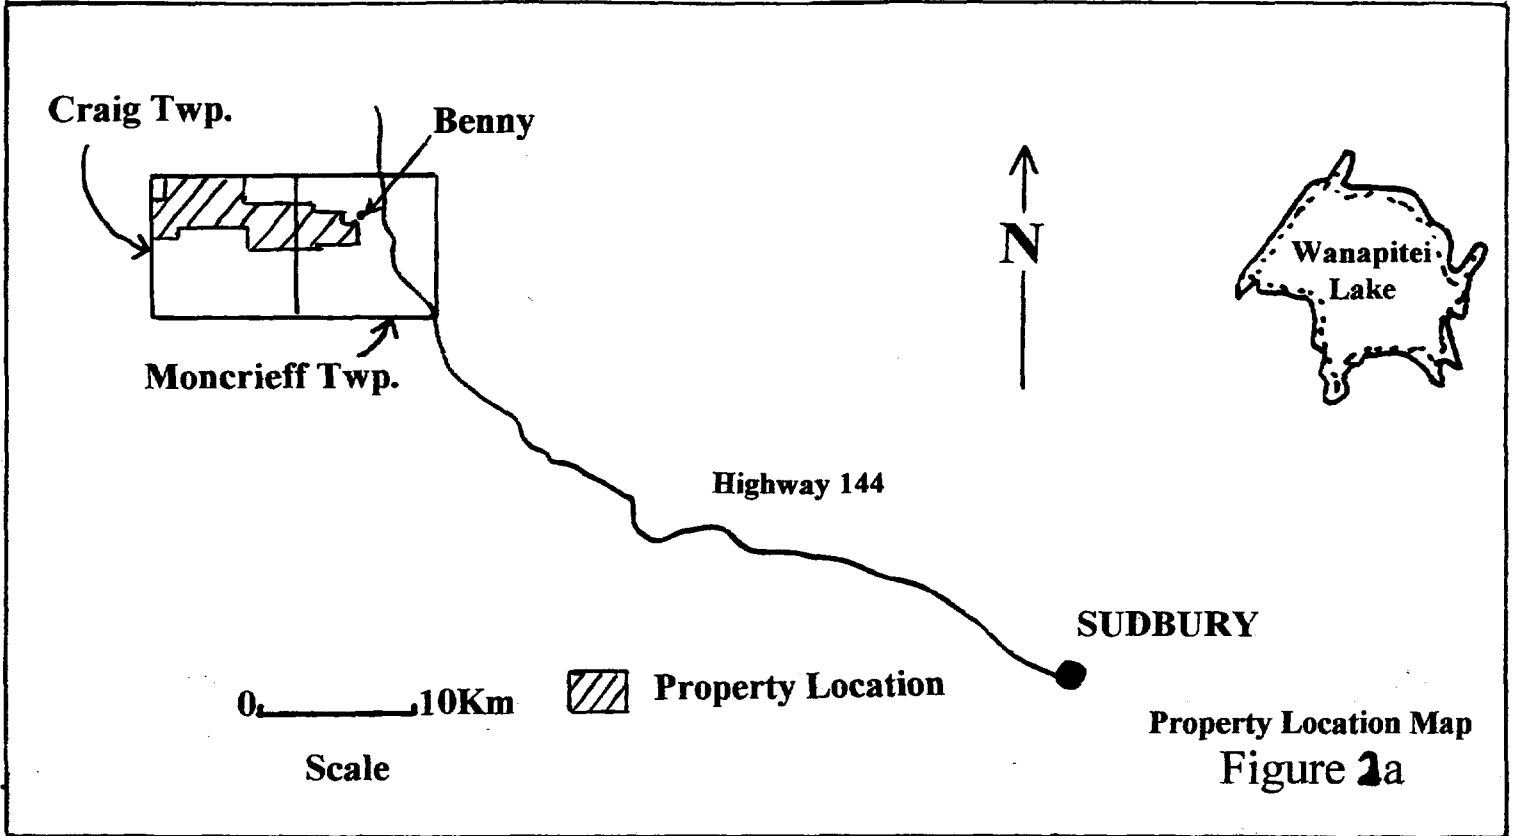 Craig Twp.
Benny
N
Wanapitei
Lake
Moncrieff Twp.
Highway 144
SUDBURY
0 10Km
Scale
Property Location
Property Location Map
Figure 2a